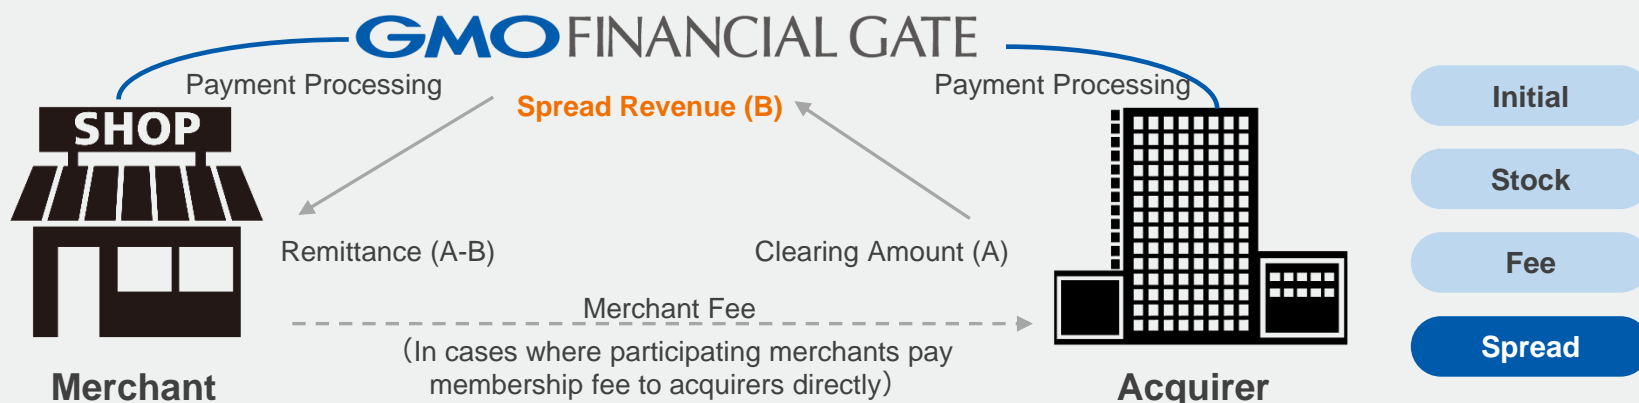 GMO FINANCIAL GATE
Payment Processing
Payment Processing
Spread Revenue (B)
SHOP
Remittance (A-B)
Clearing Amount (A)
Merchant Fee
（In cases where participating merchants pay
membership fee to acquirers directly）
Merchant
Acquirer
Initial
Stock
Fee
Spread